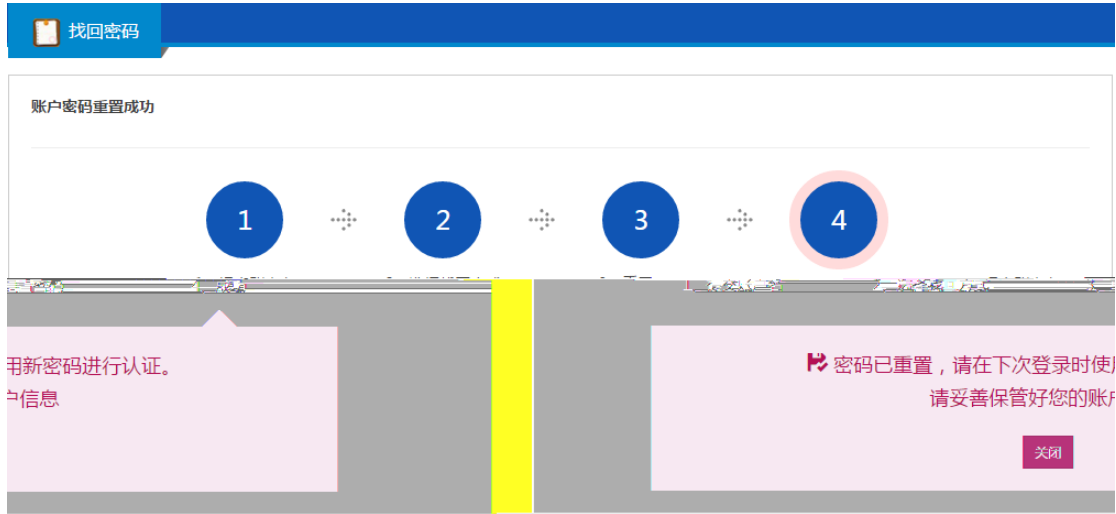 找回密码
账户密码重置成功
1
2
3
4
用新密码进行认证。
户信息
密码已重置，请在下次登录时使用
请妥善保管好您的账户
关闭